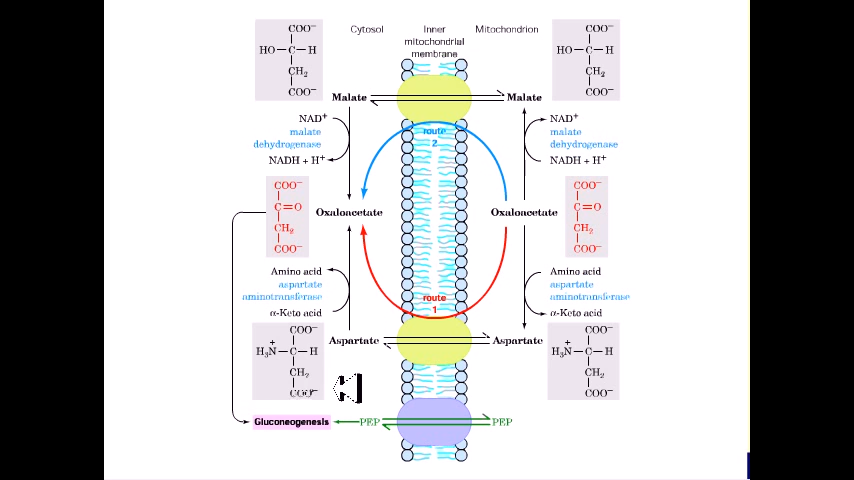 Cytosol
Inner
mitochondrial
membrane
Mitochondrion
COO⁻
HO—C—H
CH₂
COO⁻
COO⁻
HO—C—H
CH₂
COO⁻
Malate
Malate
NAD⁺
malate
dehydrogenase
NADH + H⁺
route
2
NAD⁺
malate
dehydrogenase
NADH + H⁺
COO⁻
C=O
CH₂
COO⁻
Oxaloacetate
Oxaloacetate
COO⁻
C=O
CH₂
COO⁻
Amino acid
aspartate
aminotransferase
α-Keto acid
route
1
Amino acid
aspartate
aminotransferase
α-Keto acid
Aspartate
Aspartate
COO⁻
H₃N⁺—C—H
CH₂
COO⁻
COO⁻
H₃N⁺—C—H
CH₂
COO⁻
Gluconeogenesis
PEP
PEP